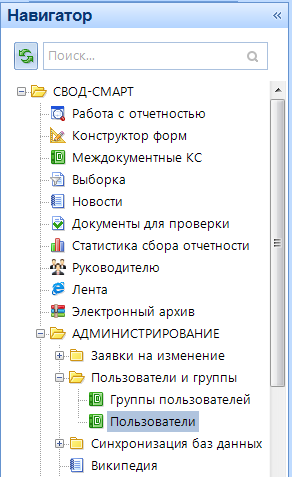 Навигатор «
Поиск...
СВОД-СМАРТ
Работа с отчетностью
Конструктор форм
Междокументные КС
Выборка
Новости
Документы для проверки
Статистика сбора отчетности
Руководителю
Лента
Электронный архив
АДМИНИСТРИРОВАНИЕ
Заявки на изменение
Пользователи и группы
Группы пользователей
Пользователи
Синхронизация баз данных
Википедия